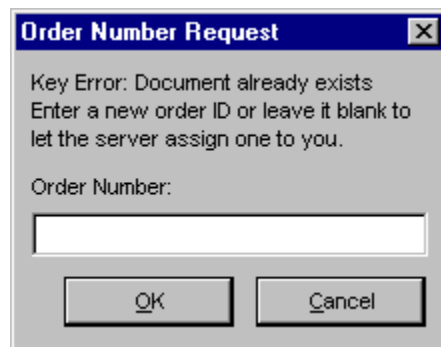 Order Number Request
Key Error: Document already exists
Enter a new order ID or leave it blank to
let the server assign one to you.
Order Number:
OK
Cancel